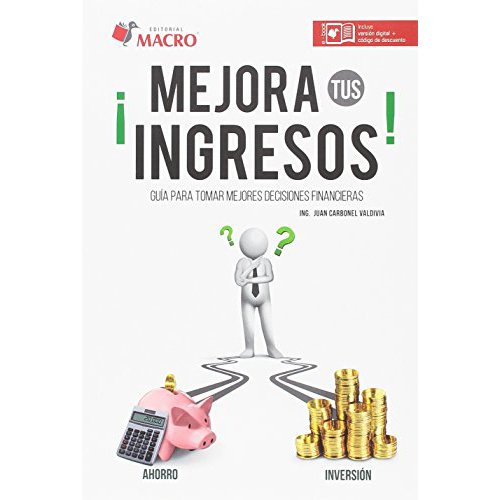 EDITORIAL
MACRO
e-book
Incluye
versión digital +
código de descuento
¡MEJORA TUS
INGRESOS!
GUÍA PARA TOMAR MEJORES DECISIONES FINANCIERAS
ING. JUAN CARBONEL VALDIVIA
? ?
AHORRO
INVERSIÓN